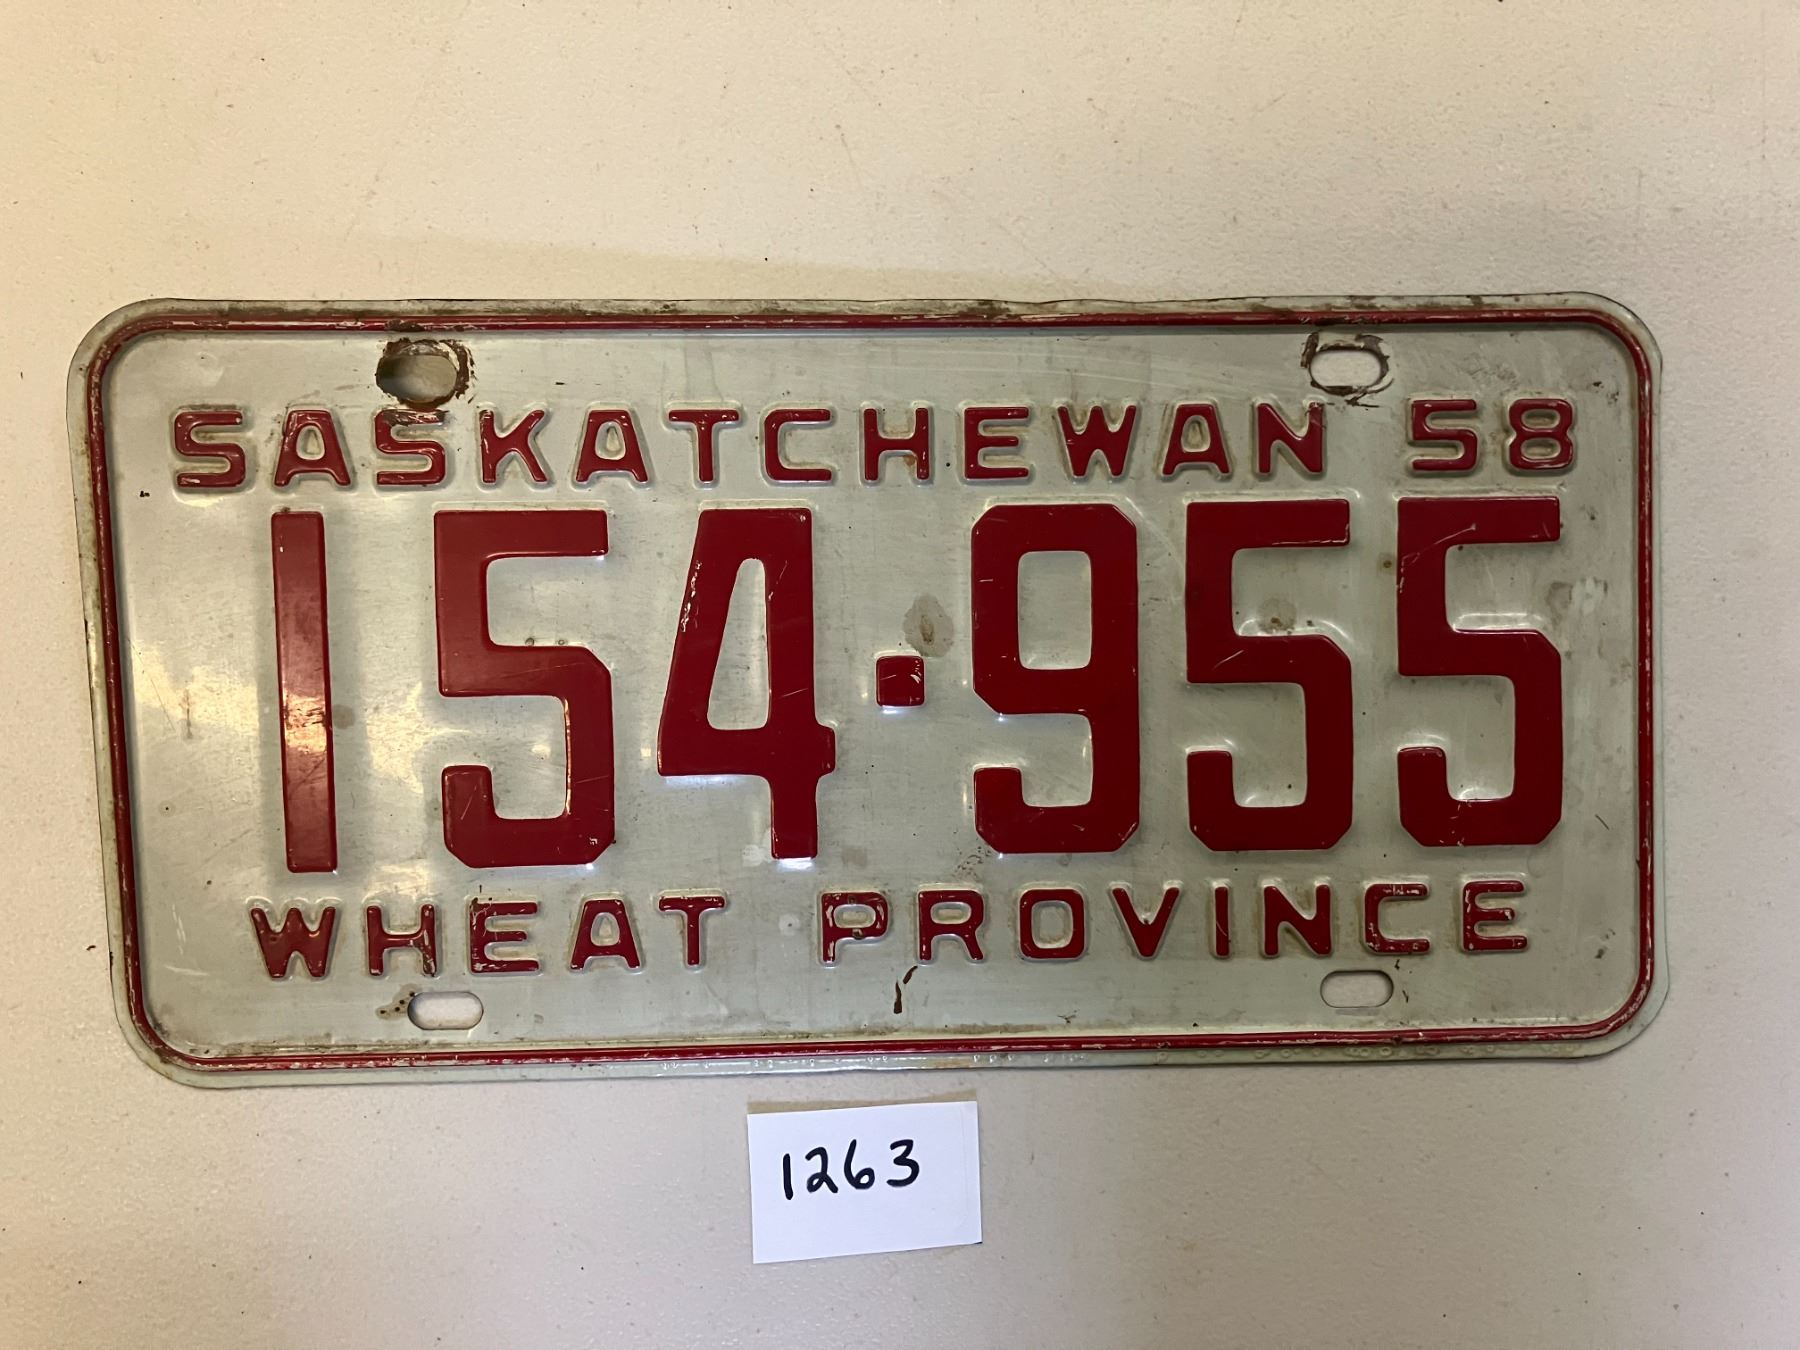 SASKATCHEWAN 58
154·955
WHEAT PROVINCE
1263